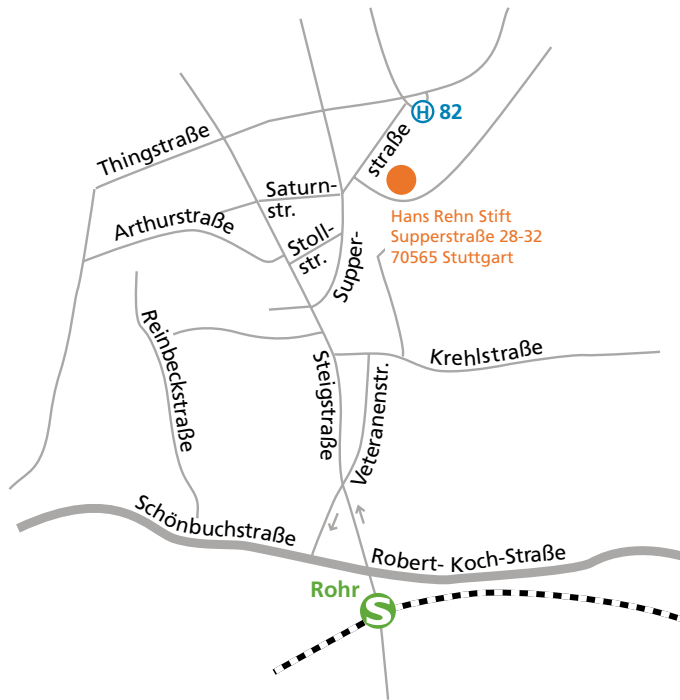 H 82
Thingstraße
straße
Saturn-
str.
Arthurstraße
Stoll-
str.
Hans Rehn Stift
Supperstraße 28-32
70565 Stuttgart
Supper-
Reinbeckstraße
Steigstraße
Krehlstraße
Veteranenstr.
Schönbuchstraße
Robert- Koch-Straße
Rohr
S